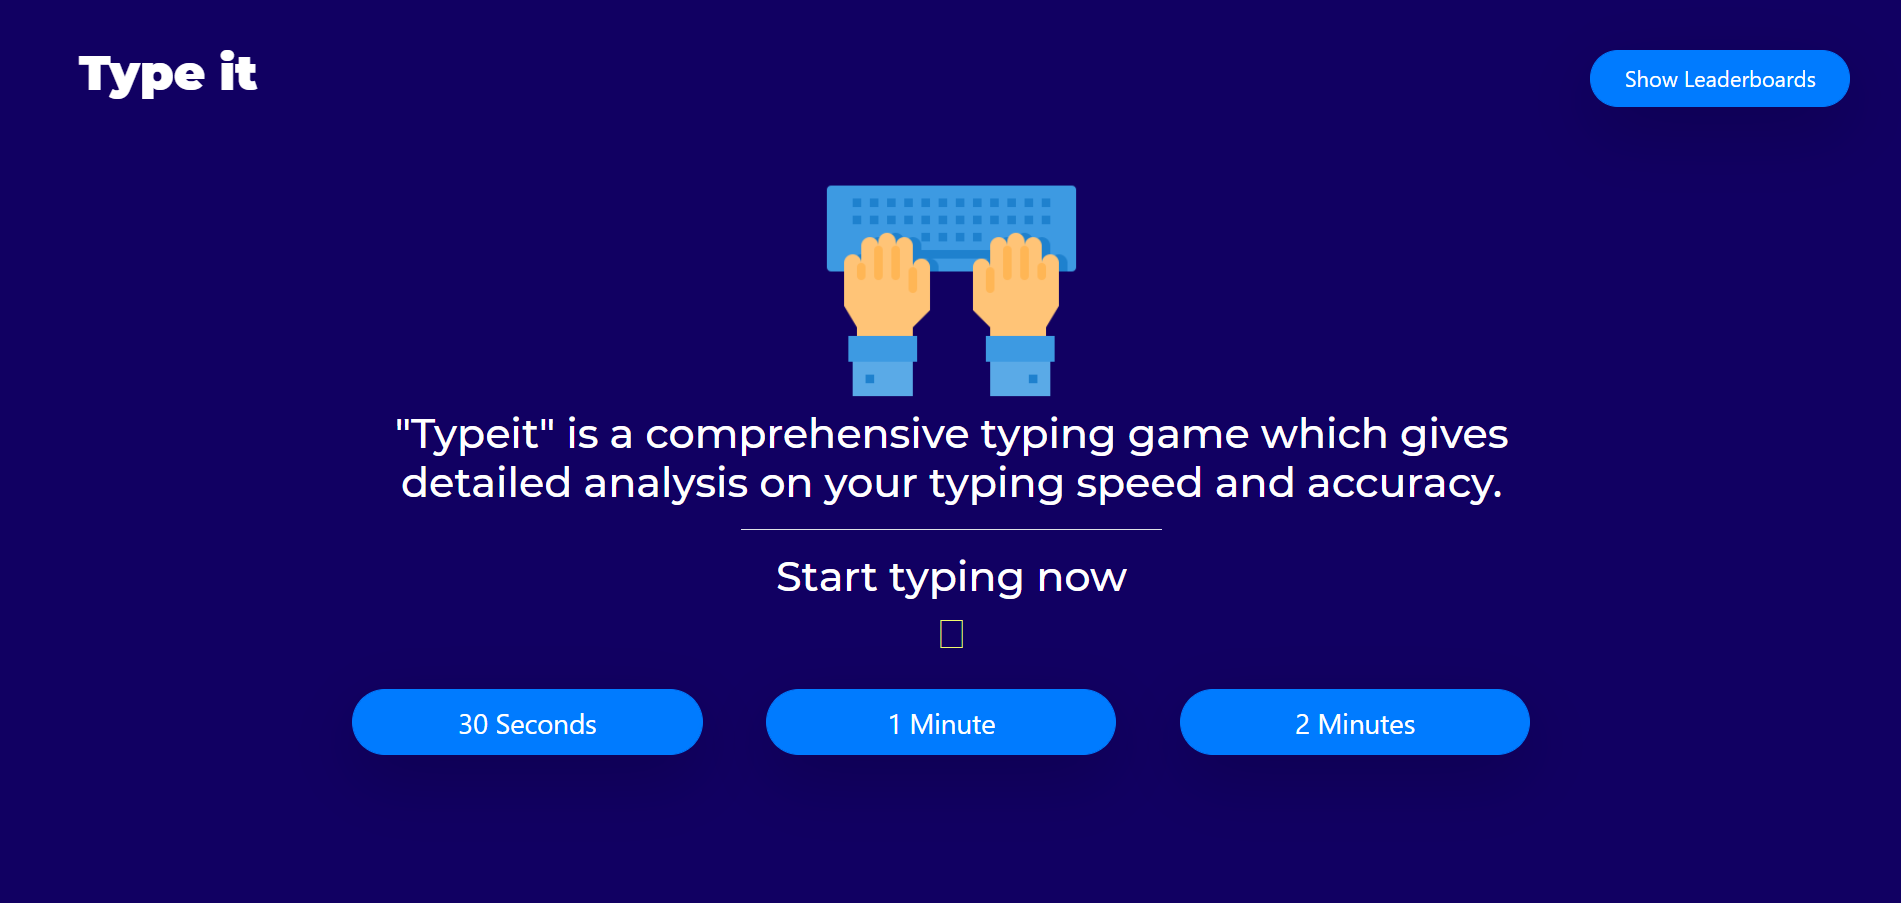 Type it
Show Leaderboards
"Typeit" is a comprehensive typing game which gives
detailed analysis on your typing speed and accuracy.
Start typing now
30 Seconds
1 Minute
2 Minutes